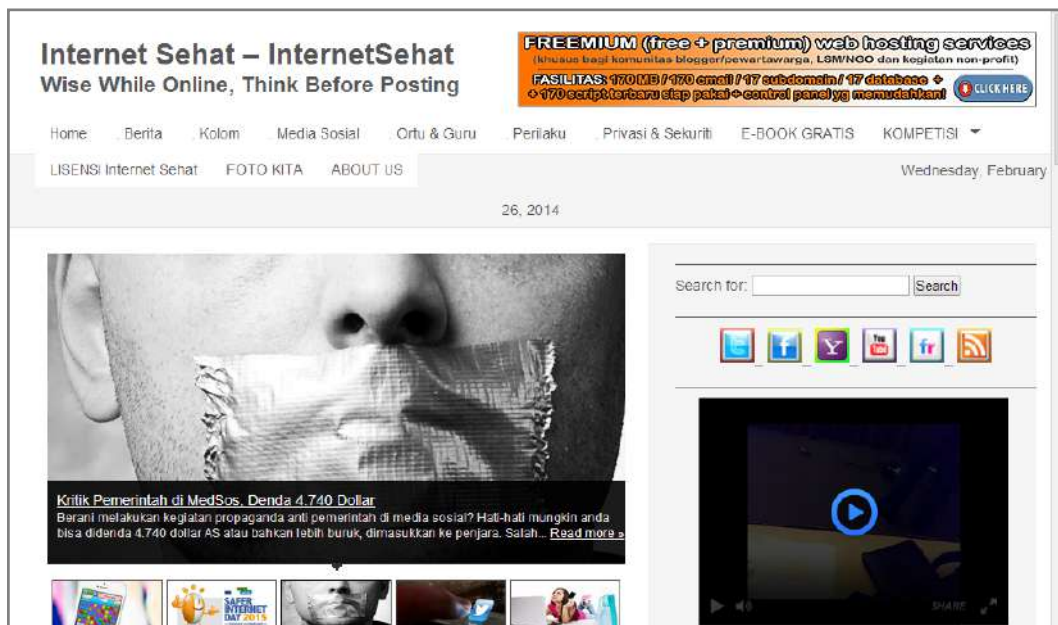 Internet Sehat – InternetSehat
Wise While Online, Think Before Posting
FREEMIUM (free + premium) web hosting services
(khusus bagi komunitas blogger/pewartawarga, LSM/NGO dan kegiatan non-profit)
FASILITAS: 170 MB / 170 email / 17 subdomain / 17 database +
+ 170 script terbaru siap pakai + control panel yg memudahkan!
CLICK HERE
Home
Berita
Kolom
Media Sosial
Ortu & Guru
Perilaku
Privasi & Sekuriti
E-BOOK GRATIS
KOMPETISI
LISENSI Internet Sehat
FOTO KITA
ABOUT US
Wednesday, February
26, 2014
Search for:
Search
You
Tube
fr
Kritik Pemerintah di MedSos, Denda 4.740 Dollar
Berani melakukan kegiatan propaganda anti pemerintah di media sosial? Hati-hati mungkin anda
bisa didenda 4.740 dollar AS atau bahkan lebih buruk, dimasukkan ke penjara. Salah... Read more »
SHARE
SAFER
INTERNET
DAY 2015